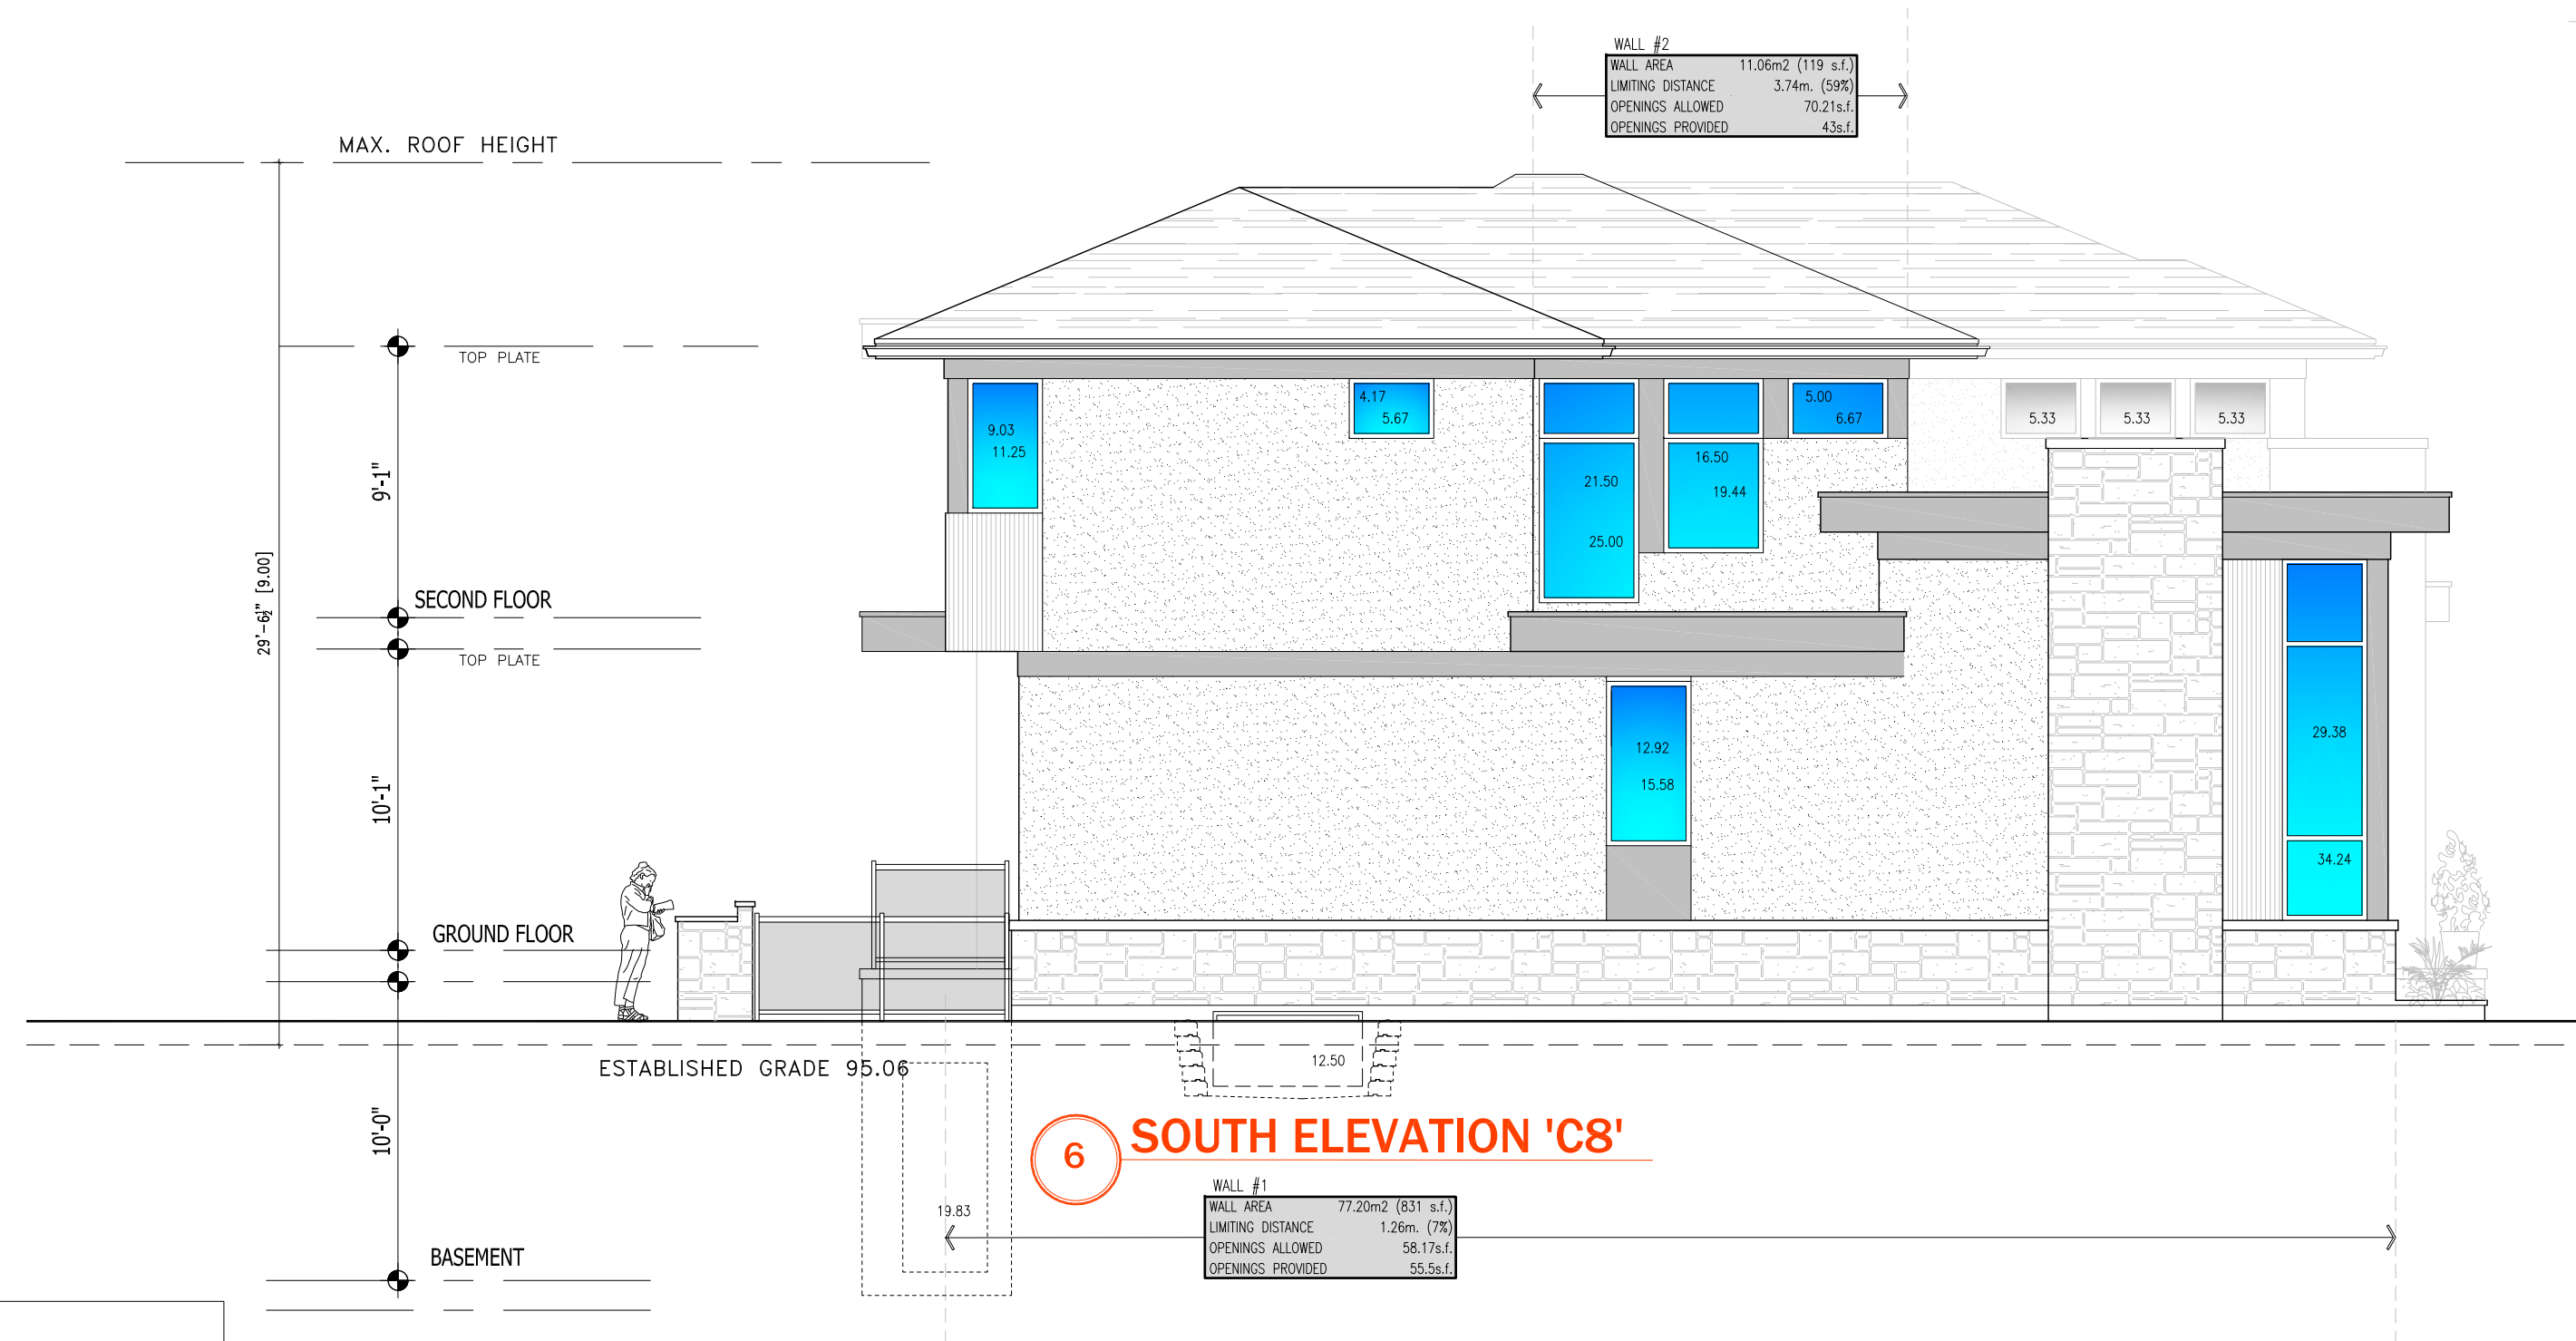 WALL #2
WALL AREA 11.06m2 (119 s.f.)
LIMITING DISTANCE 3.74m. (59%)
OPENINGS ALLOWED 70.21s.f.
OPENINGS PROVIDED 43s.f.
MAX. ROOF HEIGHT
TOP PLATE
9'-1"
9.03
11.25
4.17
5.67
21.50
25.00
16.50
19.44
5.00
6.67
5.33
5.33
5.33
29'-6½" [9.00]
SECOND FLOOR
TOP PLATE
10'-1"
12.92
15.58
29.38
34.24
GROUND FLOOR
ESTABLISHED GRADE 95.06
12.50
10'-0"
6
SOUTH ELEVATION 'C8'
19.83
WALL #1
WALL AREA 77.20m2 (831 s.f.)
LIMITING DISTANCE 1.26m. (7%)
OPENINGS ALLOWED 58.17s.f.
OPENINGS PROVIDED 55.5s.f.
BASEMENT